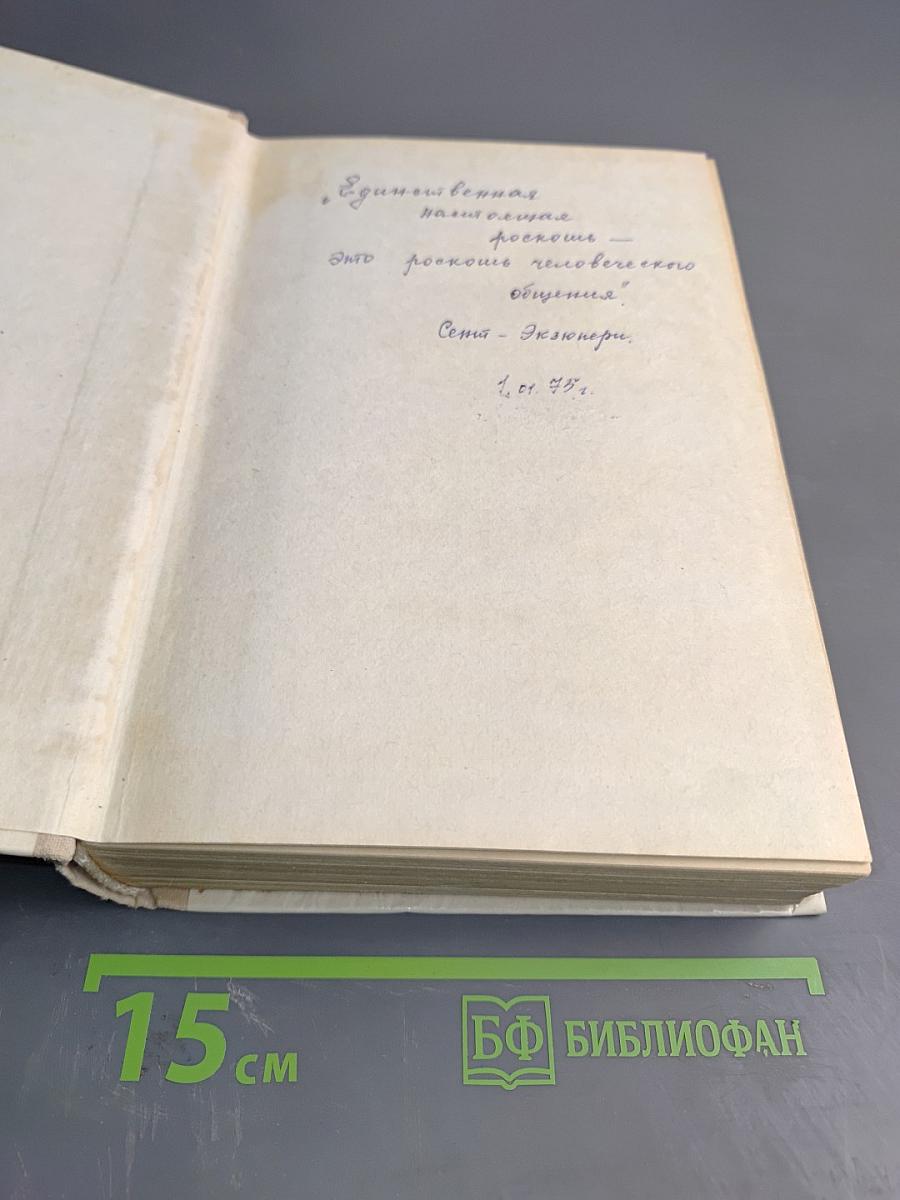 „Единственная
настоящая
роскошь —
это роскошь человеческого
общения".
Сент - Экзюпери.
1. 01. 75 г.
15 см
БФ БИБЛИОФАН